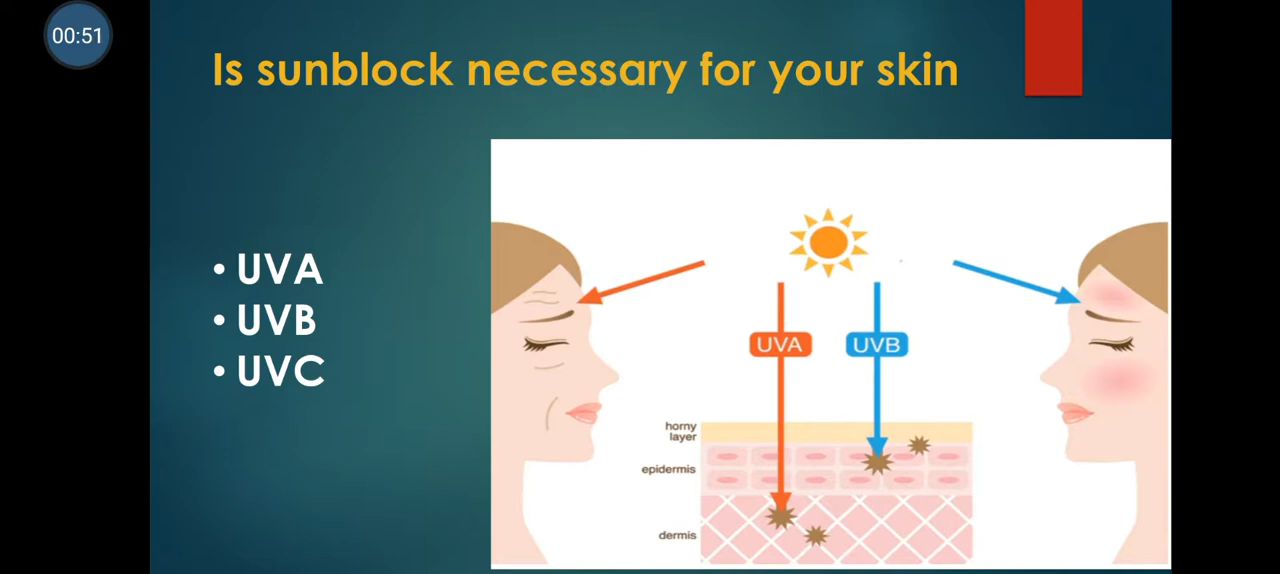 00:51
Is sunblock necessary for your skin
• UVA
• UVB
• UVC
UVA
UVB
horny
layer
epidermis
dermis